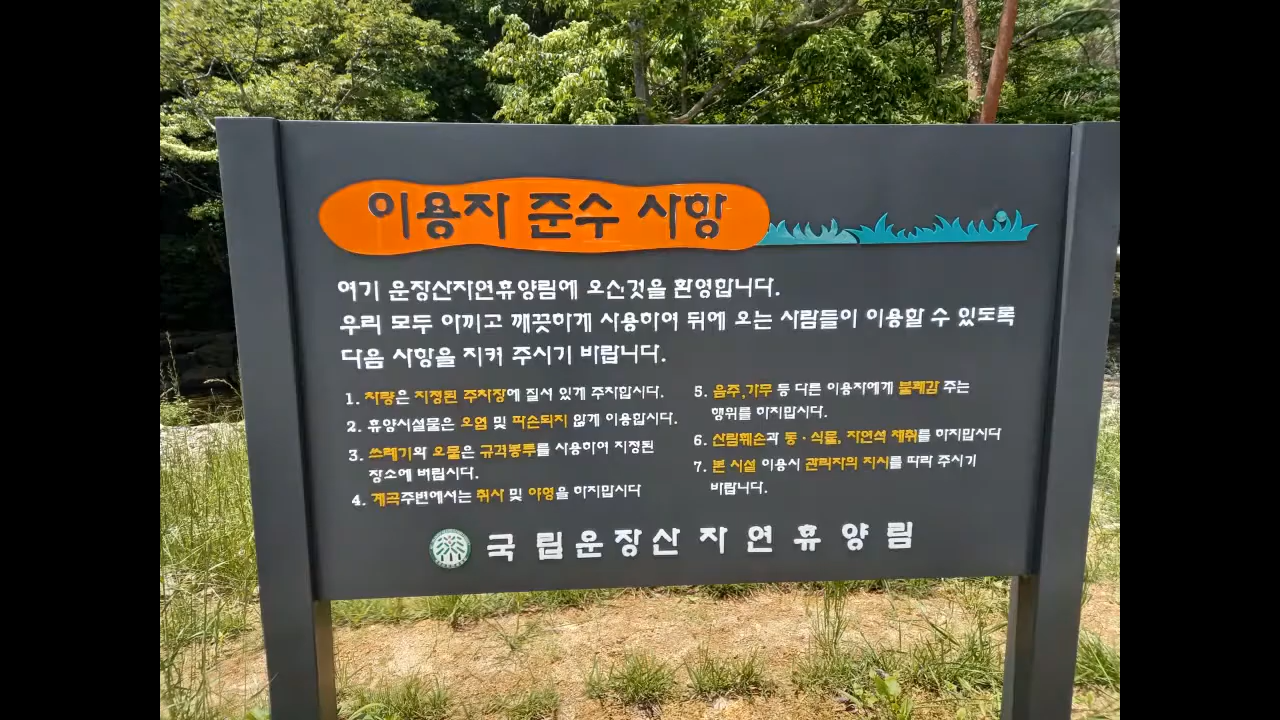 이용자 준수 사항
여기 운장산자연휴양림에 오신것을 환영합니다.
우리 모두 아끼고 깨끗하게 사용하여 뒤에 오는 사람들이 이용할 수 있도록
다음 사항을 지켜 주시기 바랍니다.
1. 차량은 지정된 주차장에 질서 있게 주차합시다.
2. 휴양시설물은 오염 및 파손되지 않게 이용합시다.
3. 쓰레기와 오물은 규격봉투를 사용하여 지정된
장소에 버립시다.
4. 계곡주변에서는 취사 및 야영을 하지맙시다
5. 음주,가무 등 다른 이용자에게 불쾌감 주는
행위를 하지맙시다.
6. 산림훼손과 동·식물, 자연석 채취를 하지맙시다
7. 본 시설 이용시 관리자의 지시를 따라 주시기
바랍니다.
국립운장산자연휴양림